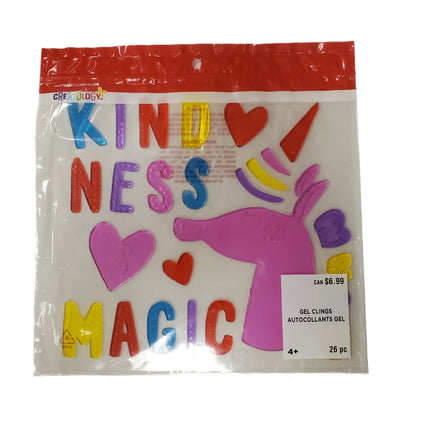 CREATOLOGY
KIND
NESS
MAGIC
CAN $6.99
GEL CLINGS
AUTOCOLLANTS GEL
4+
26 pc